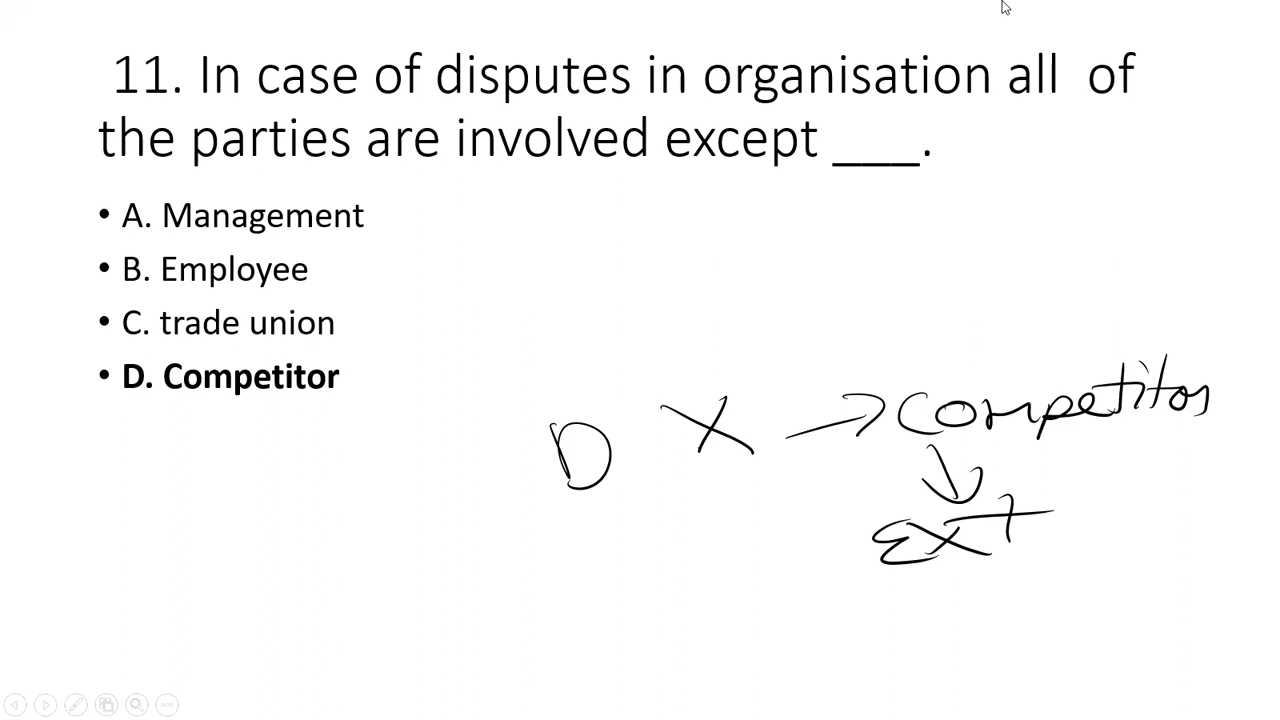 11. In case of disputes in organisation all of
the parties are involved except ___.
• A. Management
• B. Employee
• C. trade union
• D. Competitor
D X → Competitor
↓
Ext